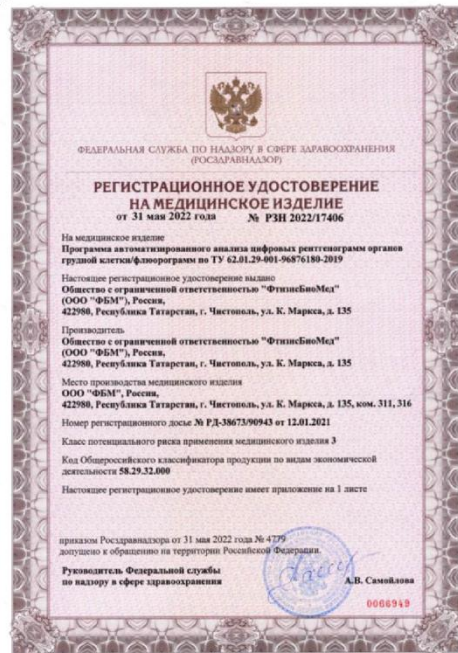 ФЕДЕРАЛЬНАЯ СЛУЖБА ПО НАДЗОРУ В СФЕРЕ ЗДРАВООХРАНЕНИЯ
(РОСЗДРАВНАДЗОР)
РЕГИСТРАЦИОННОЕ УДОСТОВЕРЕНИЕ
НА МЕДИЦИНСКОЕ ИЗДЕЛИЕ
от 31 мая 2022 года № РЗН 2022/17406
На медицинское изделие
Программа автоматизированного анализа цифровых рентгенограмм органов
грудной клетки/флюорограмм по ТУ 62.01.29-001-96876180-2019
Настоящее регистрационное удостоверение выдано
Общество с ограниченной ответственностью "ФтизисБиоМед"
(ООО "ФБМ"), Россия,
422980, Республика Татарстан, г. Чистополь, ул. К. Маркса, д. 135
Производитель
Общество с ограниченной ответственностью "ФтизисБиоМед"
(ООО "ФБМ"), Россия,
422980, Республика Татарстан, г. Чистополь, ул. К. Маркса, д. 135
Место производства медицинского изделия
ООО "ФБМ", Россия,
422980, Республика Татарстан, г. Чистополь, ул. К. Маркса, д. 135, ком. 311, 316
Номер регистрационного досье № РД-38673/90943 от 12.01.2021
Класс потенциального риска применения медицинского изделия 3
Код Общероссийского классификатора продукции по видам экономической
деятельности 58.29.32.000
Настоящее регистрационное удостоверение имеет приложение на 1 листе
приказом Росздравнадзора от 31 мая 2022 года № 4779
допущено к обращению на территории Российской Федерации.
Руководитель Федеральной службы
по надзору в сфере здравоохранения
А.В. Самойлова
0066949